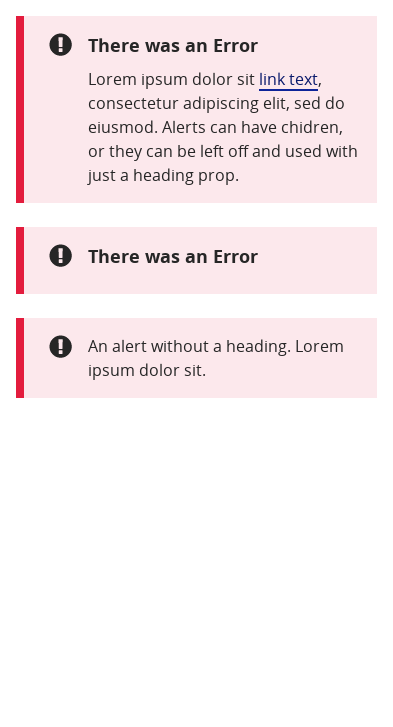 There was an Error
Lorem ipsum dolor sit link text,
consectetur adipiscing elit, sed do
eiusmod. Alerts can have chidren,
or they can be left off and used with
just a heading prop.
There was an Error
An alert without a heading. Lorem
ipsum dolor sit.